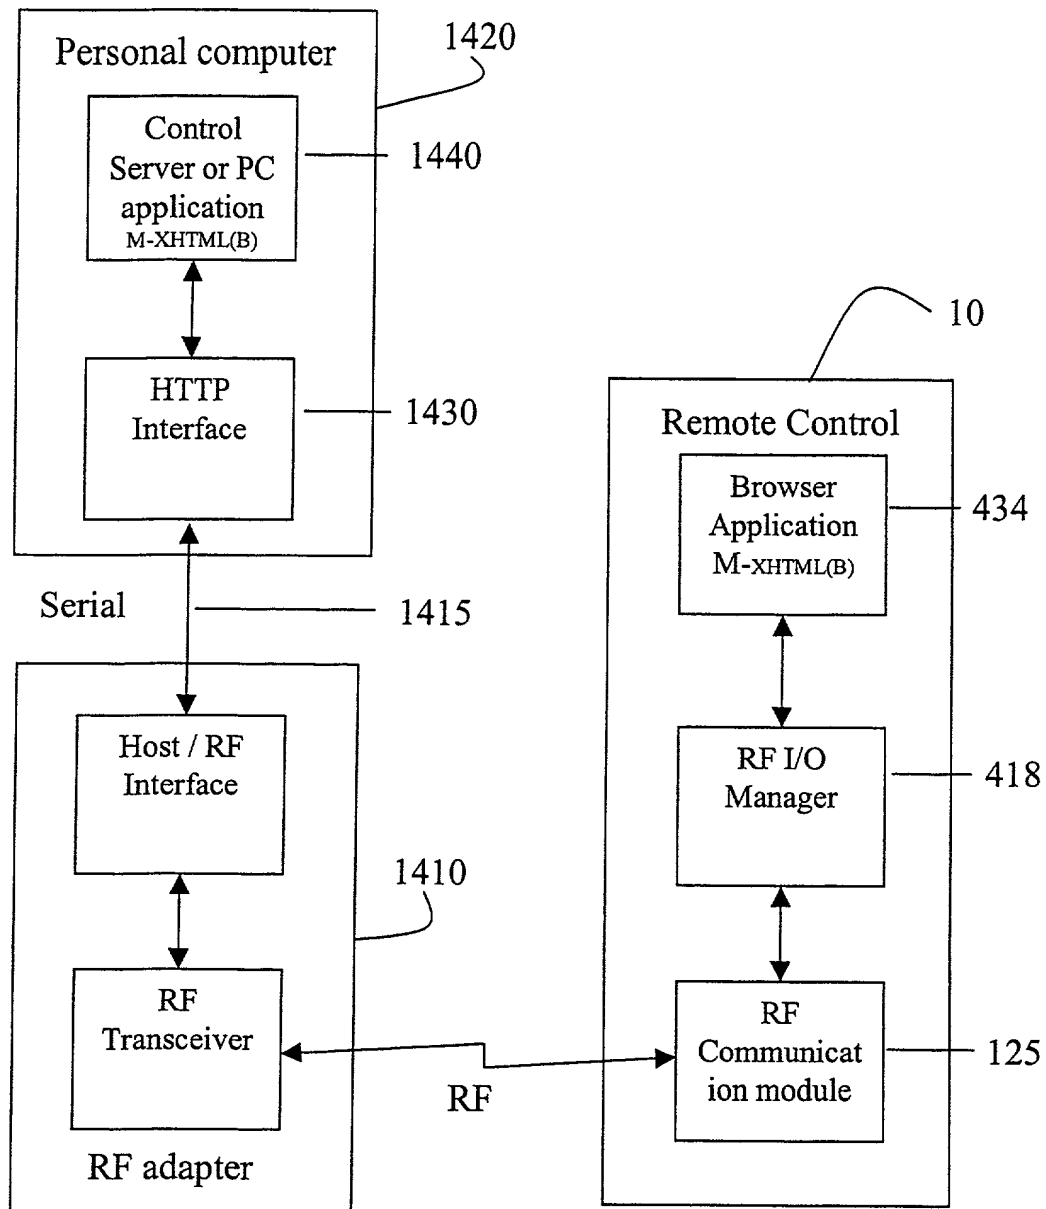 Personal computer
1420
Control
Server or PC
application
M-XHTML(B)
1440
HTTP
Interface
1430
Serial
1415
Host / RF
Interface
1410
RF
Transceiver
RF adapter
RF
10
Remote Control
Browser
Application
M-XHTML(B)
434
RF I/O
Manager
418
RF
Communicat
ion module
125